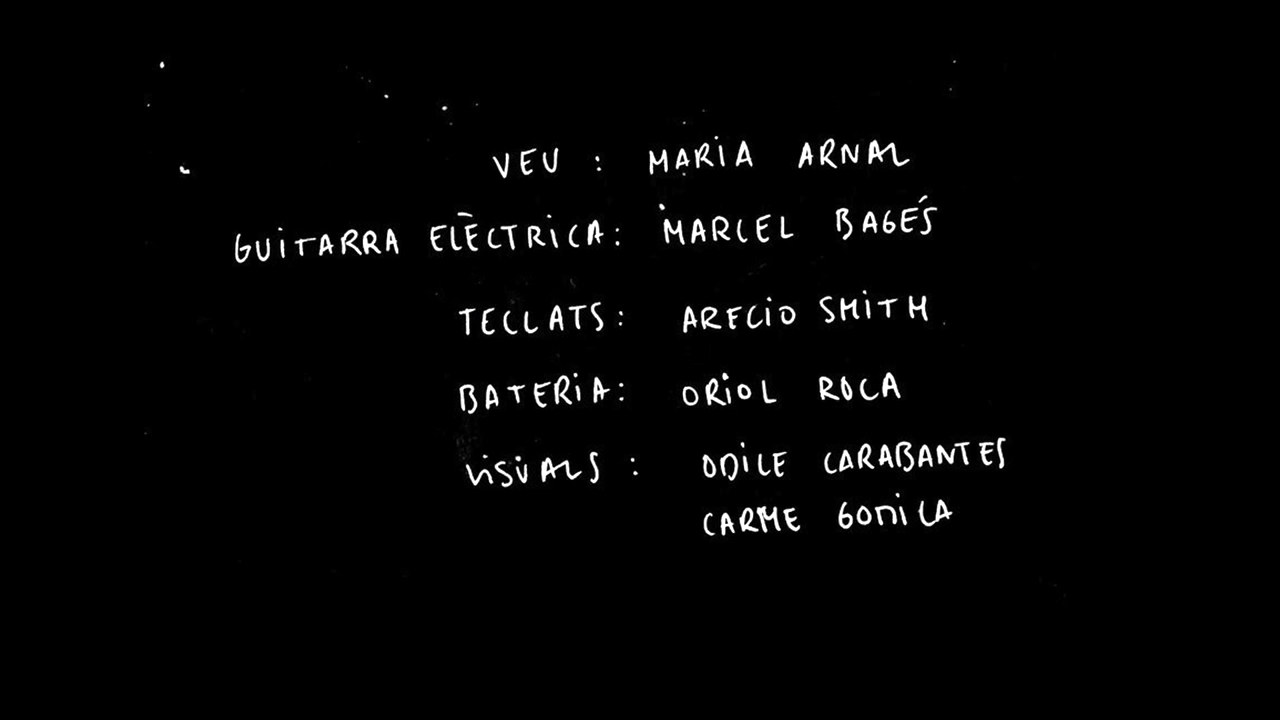 VEU : MARiA ARNAL
GUiTARRA ELÈCTRiCA: MARCEL BAGÉS
TECLATS: ARECiO SMiTH
BATERiA: ORiOL ROCA
ViSUALS : ODiLE CARABANTES
CARME GOMiLA